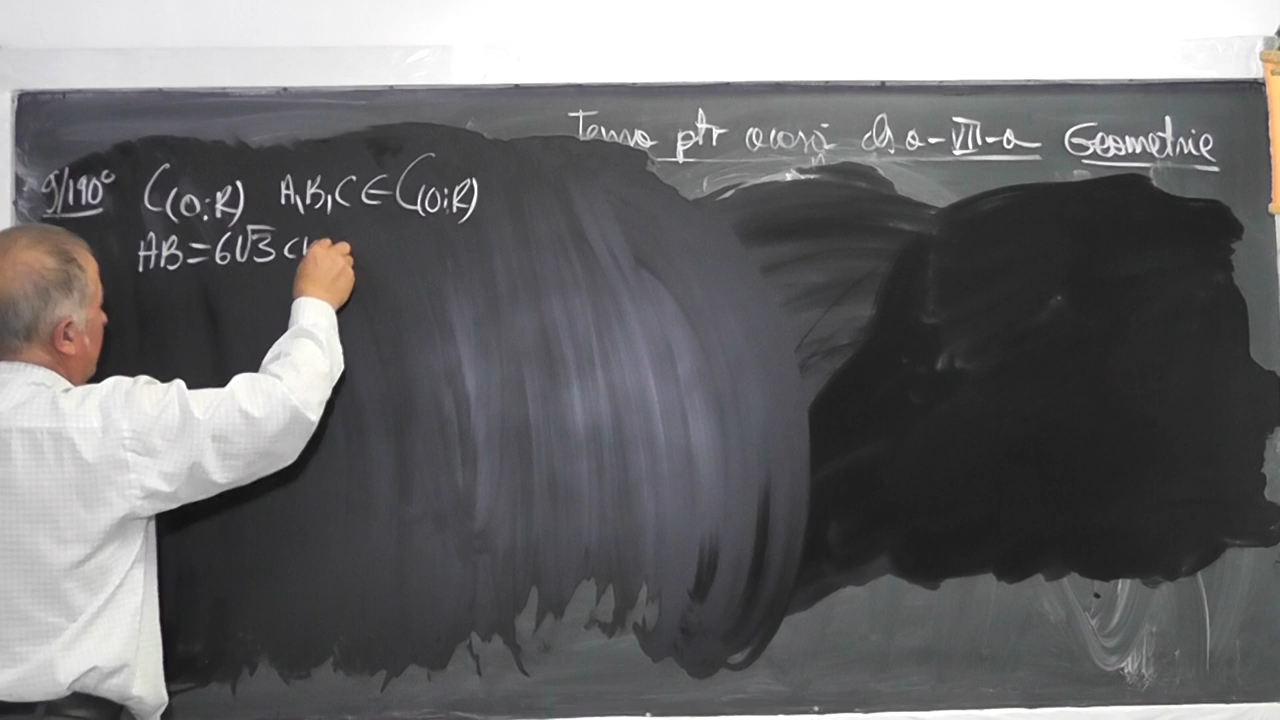 Tema ptr acasă cls a-VII-a Geometrie
9/190° C(O;R) A,B,C ∈ C(O;R)
AB = 6√3 c